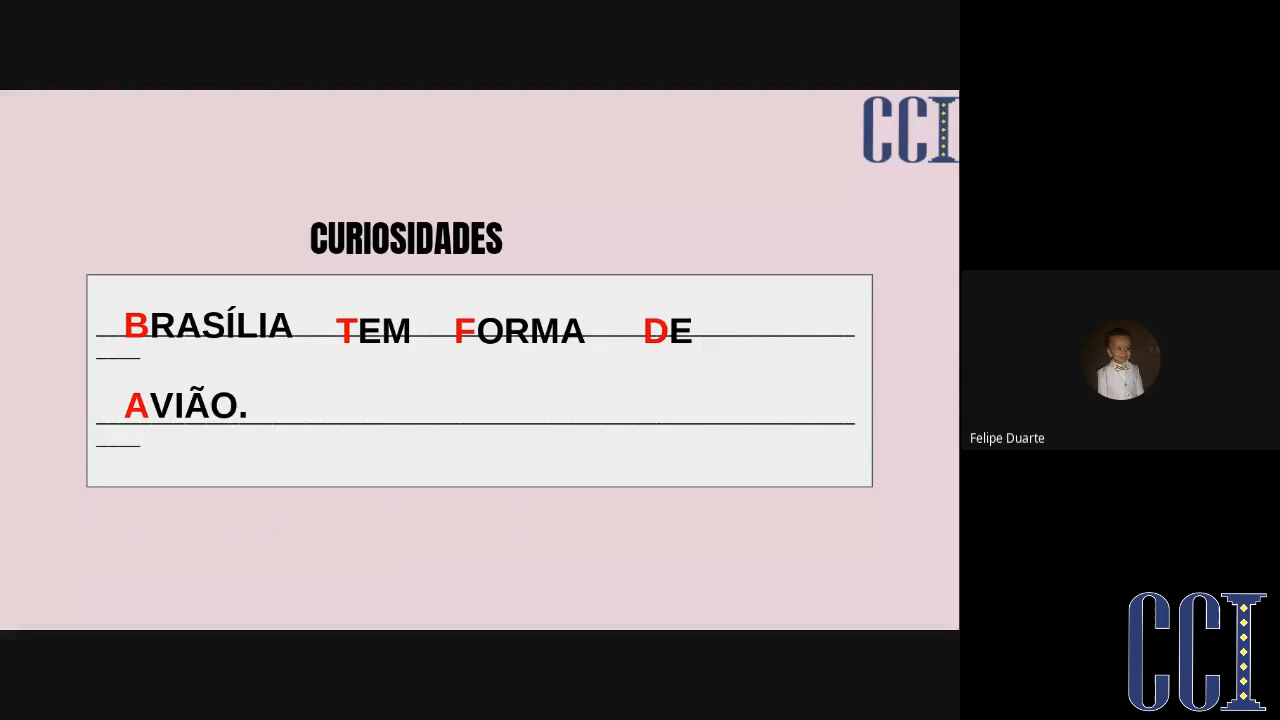 CCI
CURIOSIDADES
BRASÍLIA TEM FORMA DE
AVIÃO.
Felipe Duarte
CCI